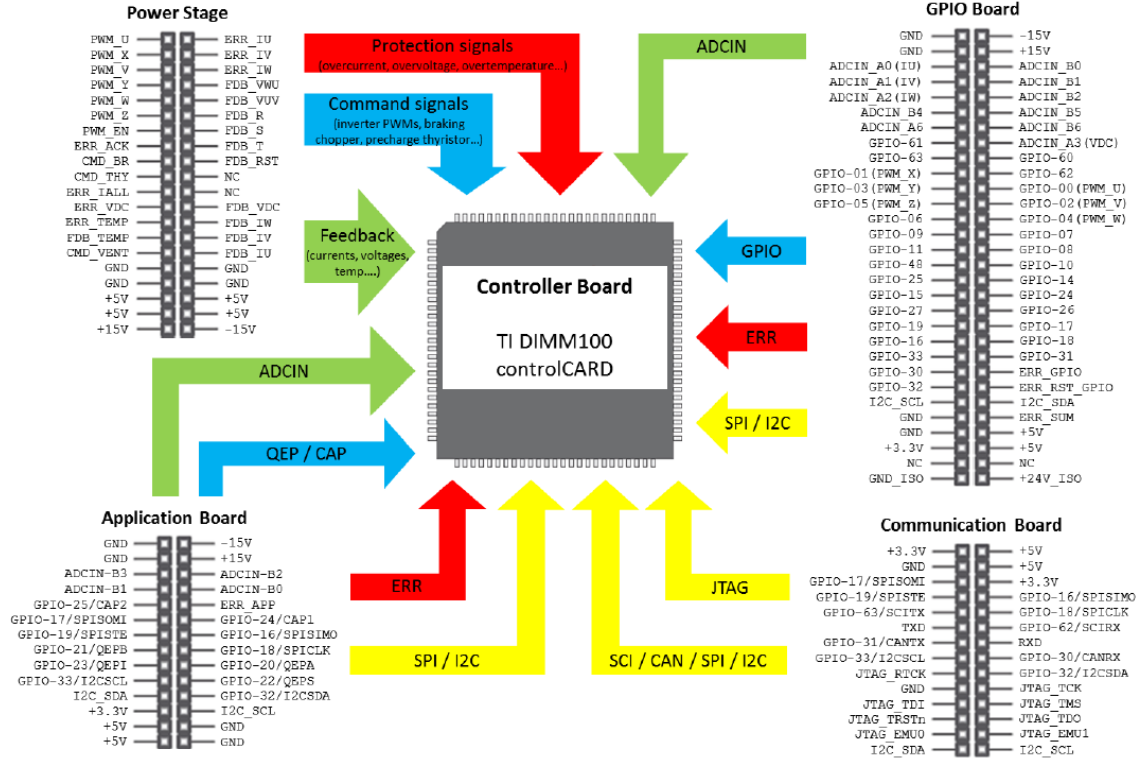 Power Stage
PWM_U ERR_IU
PWM_X ERR_IV
PWM_V ERR_IW
PWM_Y FDB_VWU
PWM_W FDB_VUV
PWM_Z FDB_R
PWM_EN FDB_S
ERR_ACK FDB_T
CMD_BR FDB_RST
CMD_THY NC
ERR_IALL NC
ERR_VDC FDB_VDC
ERR_TEMP FDB_IW
FDB_TEMP FDB_IV
CMD_VENT FDB_IU
GND GND
GND GND
+5V +5V
+5V +5V
+15V -15V
Protection signals
(overcurrent, overvoltage, overtemperature...)
Command signals
(inverter PWMs, braking
chopper, precharge thyristor...)
Feedback
(currents, voltages,
temp....)
ADCIN
GPIO
ERR
SPI / I2C
Controller Board
TI DIMM100
controlCARD
ADCIN
QEP / CAP
ERR
SPI / I2C
JTAG
SCI / CAN / SPI / I2C
GPIO Board
GND -15V
GND +15V
ADCIN_A0(IU) ADCIN_B0
ADCIN_A1(IV) ADCIN_B1
ADCIN_A2(IW) ADCIN_B2
ADCIN_B4 ADCIN_B5
ADCIN_A6 ADCIN_B6
GPIO-61 ADCIN_A3(VDC)
GPIO-63 GPIO-60
GPIO-01(PWM_X) GPIO-62
GPIO-03(PWM_Y) GPIO-00(PWM_U)
GPIO-05(PWM_Z) GPIO-02(PWM_V)
GPIO-06 GPIO-04(PWM_W)
GPIO-09 GPIO-07
GPIO-11 GPIO-08
GPIO-48 GPIO-10
GPIO-25 GPIO-14
GPIO-15 GPIO-24
GPIO-27 GPIO-26
GPIO-19 GPIO-17
GPIO-16 GPIO-18
GPIO-33 GPIO-31
GPIO-30 ERR_GPIO
GPIO-32 ERR_RST_GPIO
I2C_SCL I2C_SDA
GND ERR_SUM
GND +5V
+3.3V +5V
NC NC
GND_ISO +24V_ISO
Application Board
GND -15V
GND +15V
ADCIN-B3 ADCIN-B2
ADCIN-B1 ADCIN-B0
GPIO-25/CAP2 ERR_APP
GPIO-17/SPISOMI GPIO-24/CAP1
GPIO-19/SPISTE GPIO-16/SPISIMO
GPIO-21/QEPB GPIO-18/SPICLK
GPIO-23/QEPI GPIO-20/QEPA
GPIO-33/I2CSCL GPIO-22/QEPS
I2C_SDA GPIO-32/I2CSDA
+3.3V I2C_SCL
+5V GND
+5V GND
Communication Board
+3.3V +5V
GND +5V
GPIO-17/SPISOMI +3.3V
GPIO-19/SPISTE GPIO-16/SPISIMO
GPIO-63/SCITX GPIO-18/SPICLK
TXD GPIO-62/SCIRX
GPIO-31/CANTX RXD
GPIO-33/I2CSCL GPIO-30/CANRX
JTAG_RTCK GPIO-32/I2CSDA
GND JTAG_TCK
JTAG_TDI JTAG_TMS
JTAG_TRSTn JTAG_TDO
JTAG_EMU0 JTAG_EMU1
I2C_SDA I2C_SCL